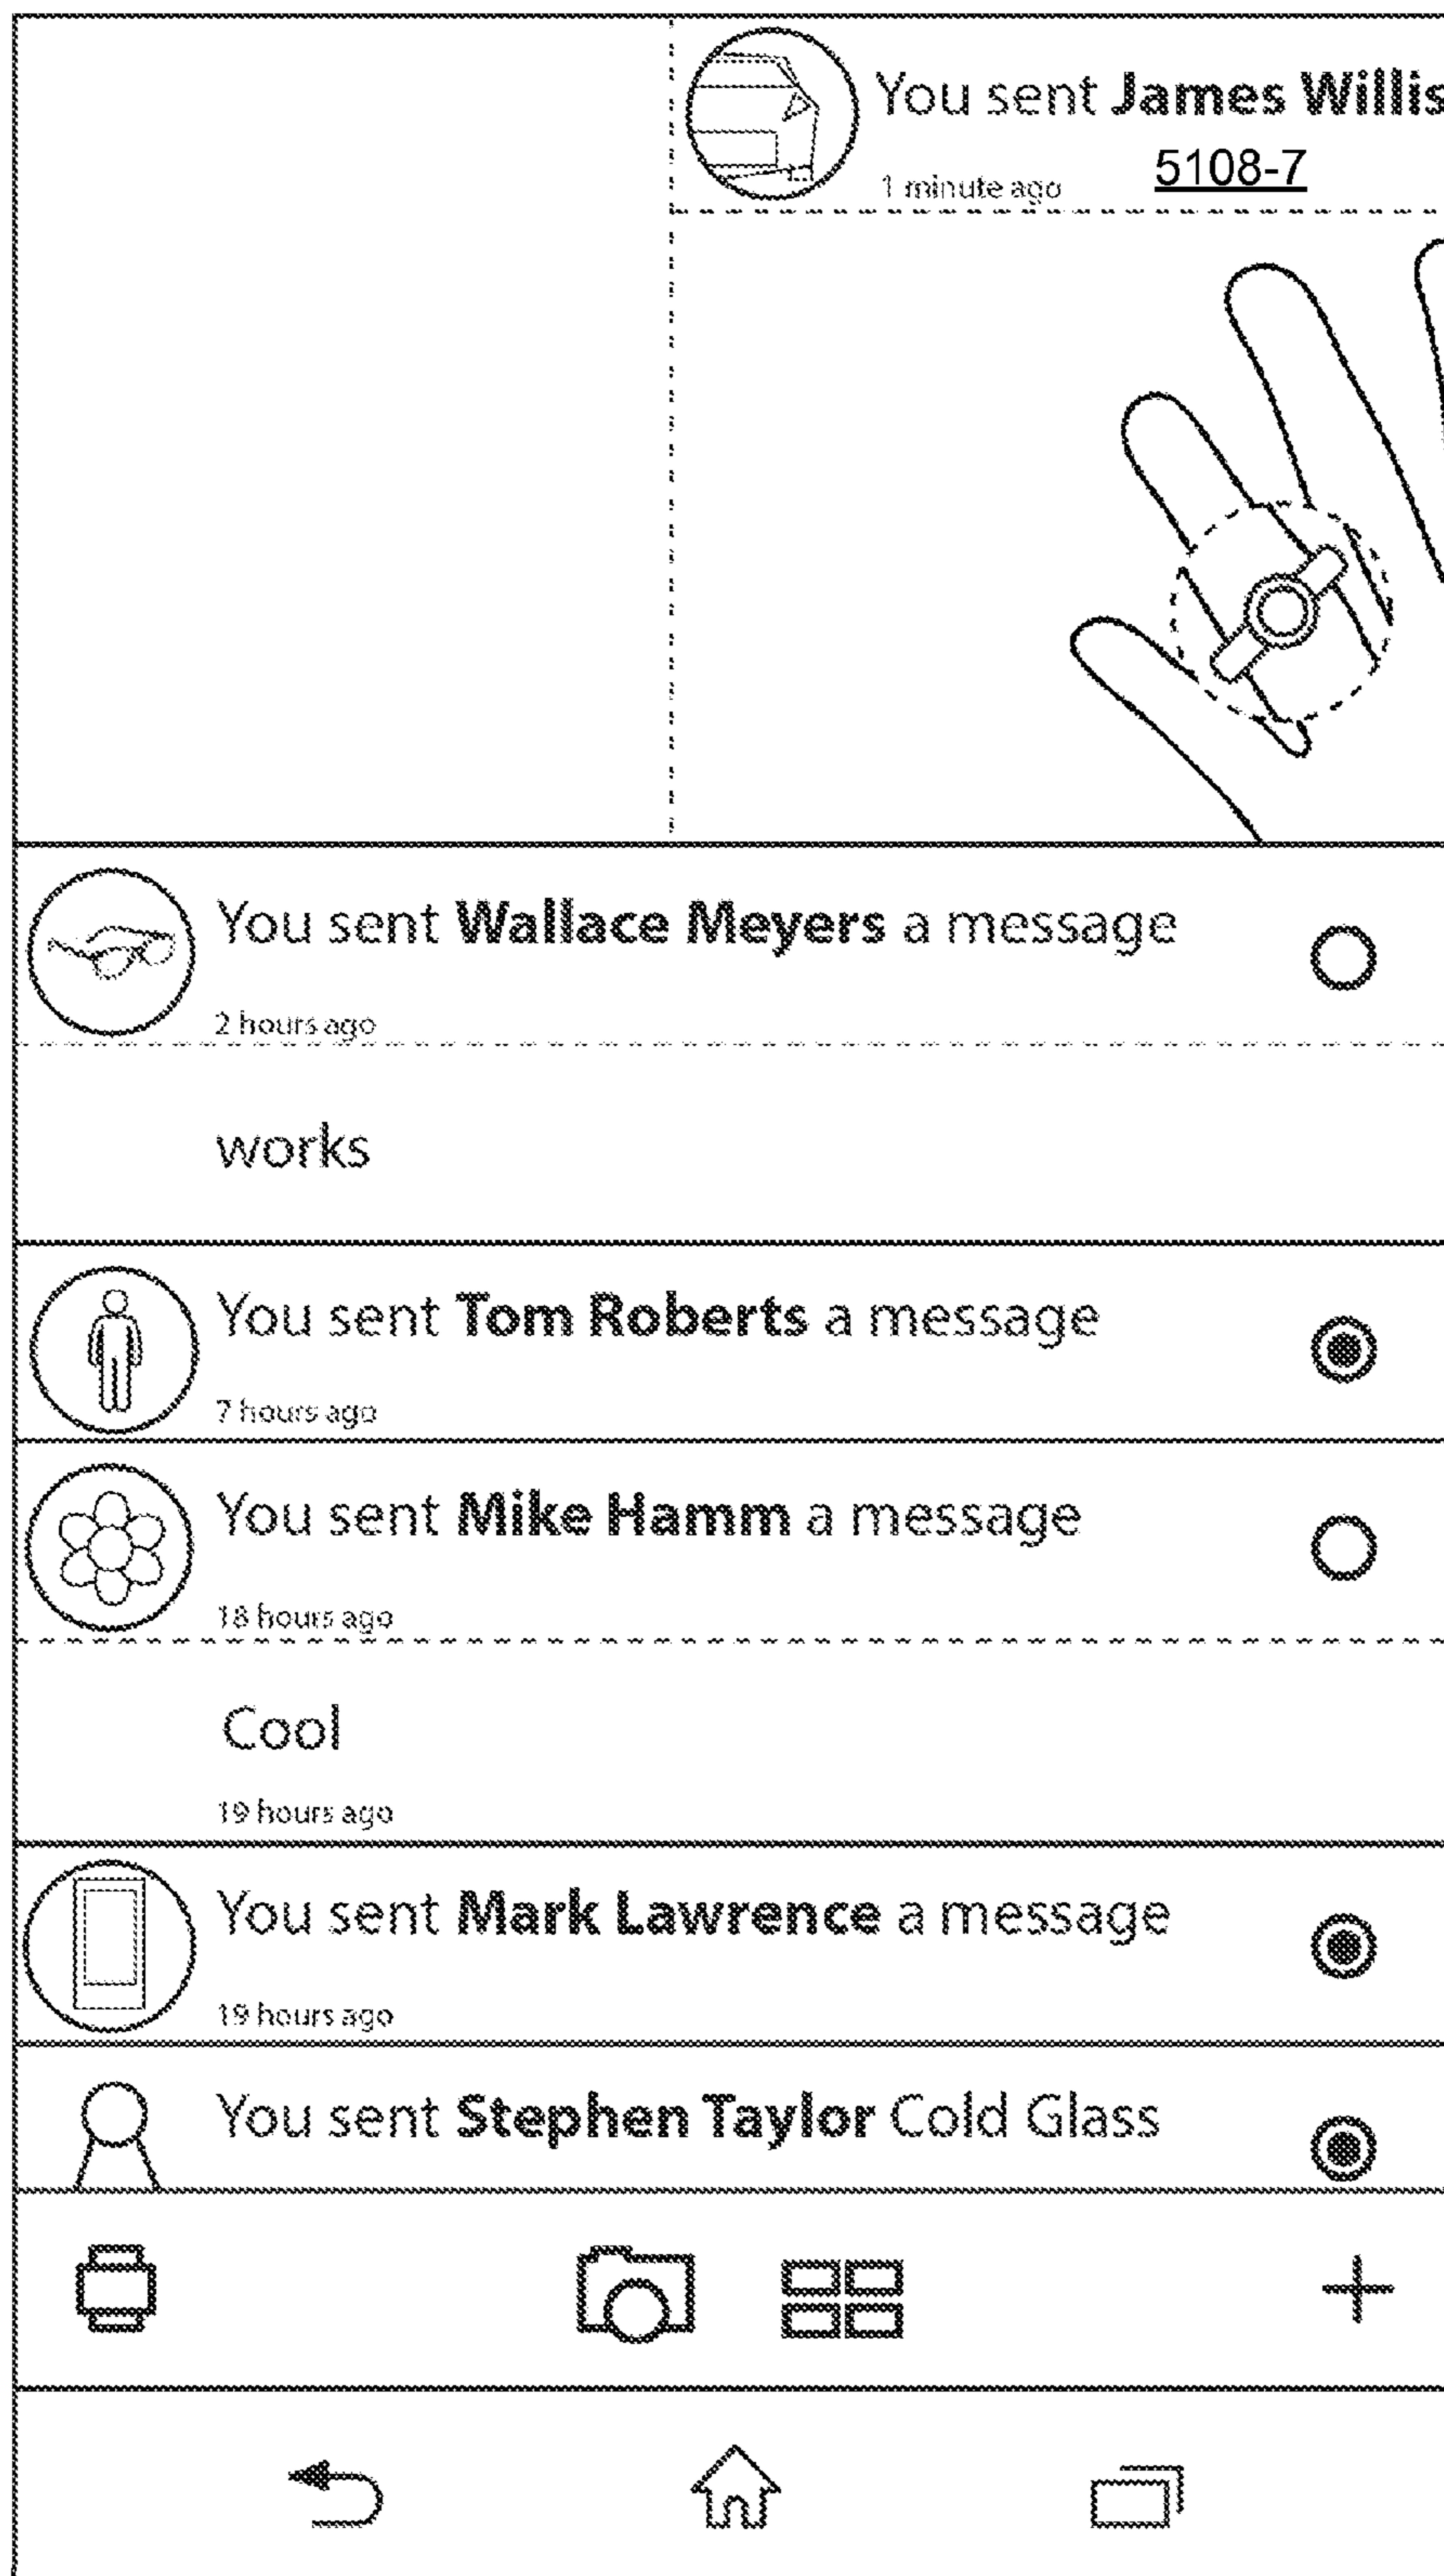 You sent James Willis
1 minute ago 5108-7
You sent Wallace Meyers a message
2 hours ago
works
You sent Tom Roberts a message
7 hours ago
You sent Mike Hamm a message
18 hours ago
Cool
19 hours ago
You sent Mark Lawrence a message
19 hours ago
You sent Stephen Taylor Cold Glass